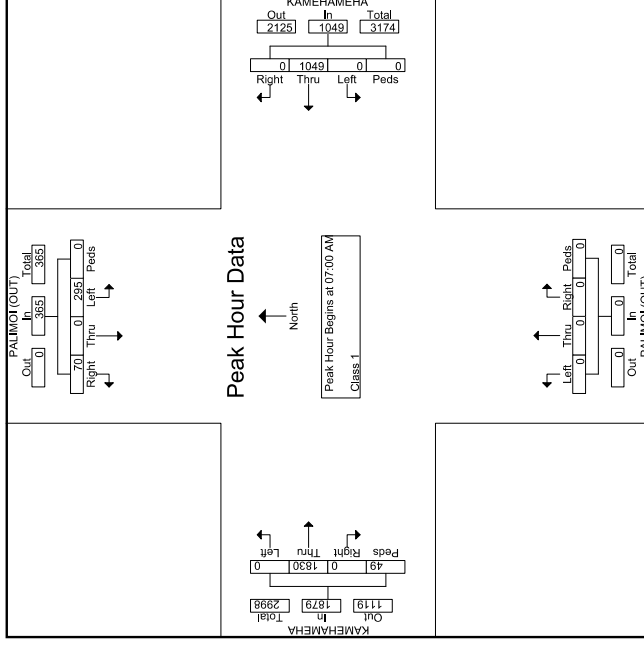 KAMEHAMEHA
Out In Total
2125 1049 3174
0 1049 0 0
Right Thru Left Peds
PALIMOI (OUT)
Out In Total
0 365 365
70 0 295 0
Right Thru Left Peds
Peak Hour Data
North
Peak Hour Begins at 07:00 AM
Class 1
Left Thru Right Peds
0 0 0 0
Out In Total
0 0 0
PALIMOI (OUT)
Left Thru Right Peds
0 1830 0 49
Total In Out
2998 1879 1119
KAMEHAMEHA